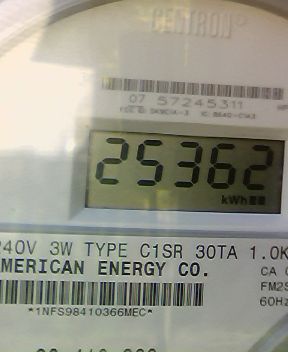 CENTRON®
07 57245311
25362
kWh
240V 3W TYPE C1SR 30TA 1.0K
AMERICAN ENERGY CO.
CA
FM2S
60Hz
*1NFS98410366MEC*